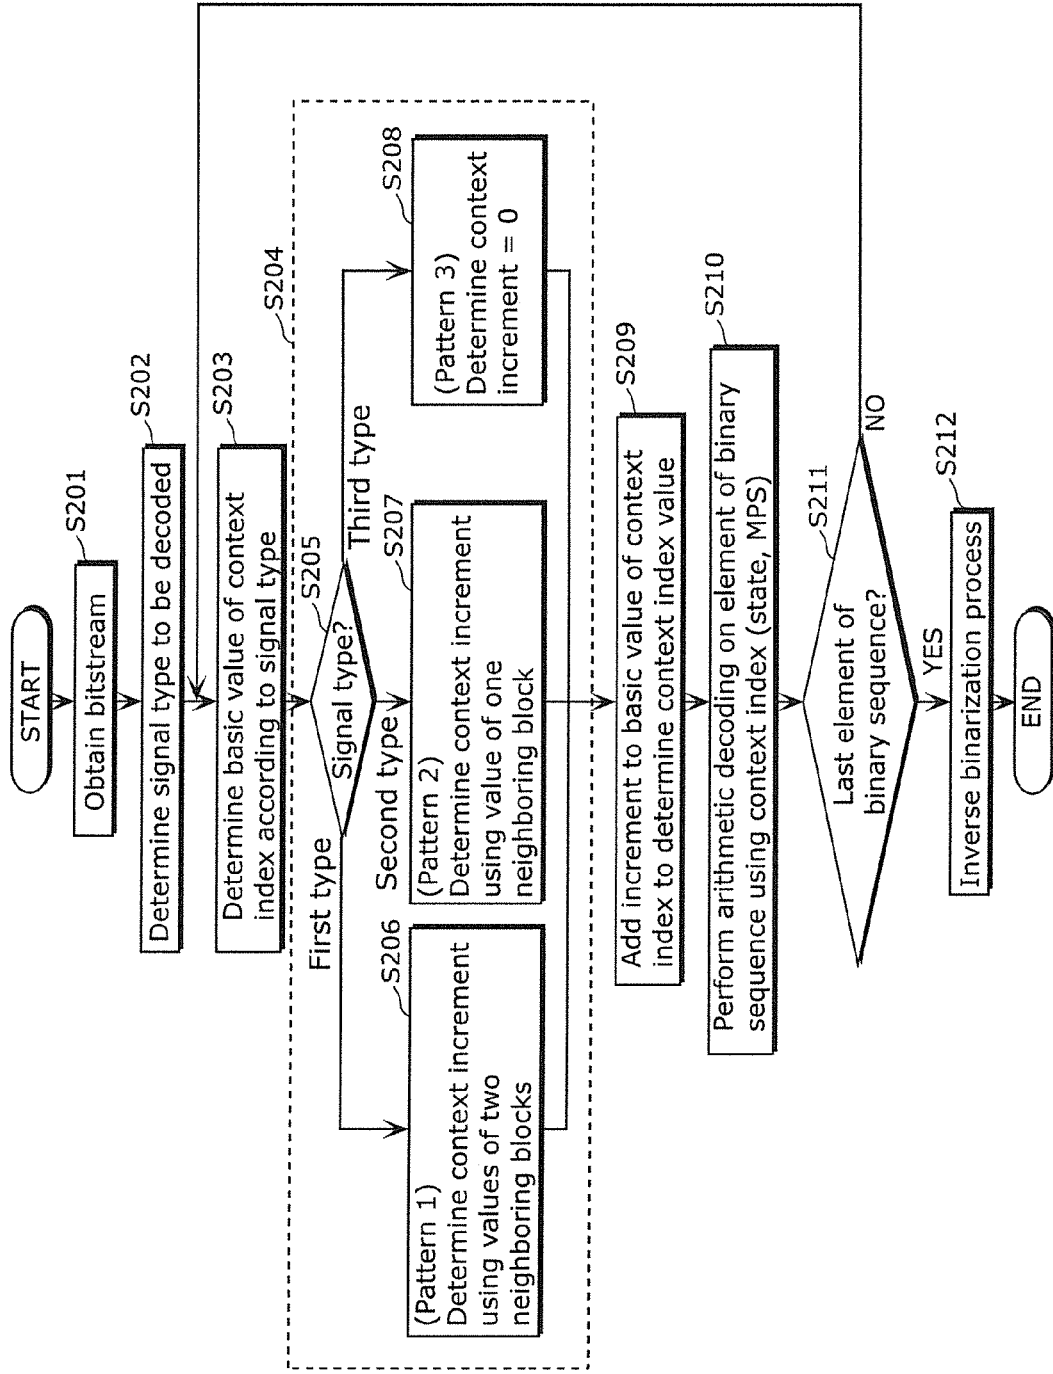 START
S201
Obtain bitstream
S202
Determine signal type to be decoded
S203
Determine basic value of context
index according to signal type
S204
S205
Signal type?
First type
Second type
Third type
S206
(Pattern 1)
Determine context increment
using values of two
neighboring blocks
S207
(Pattern 2)
Determine context increment
using value of one
neighboring block
S208
(Pattern 3)
Determine context
increment = 0
S209
Add increment to basic value of context
index to determine context index value
S210
Perform arithmetic decoding on element of binary
sequence using context index (state, MPS)
S211
Last element of
binary sequence?
NO
YES
S212
Inverse binarization process
END